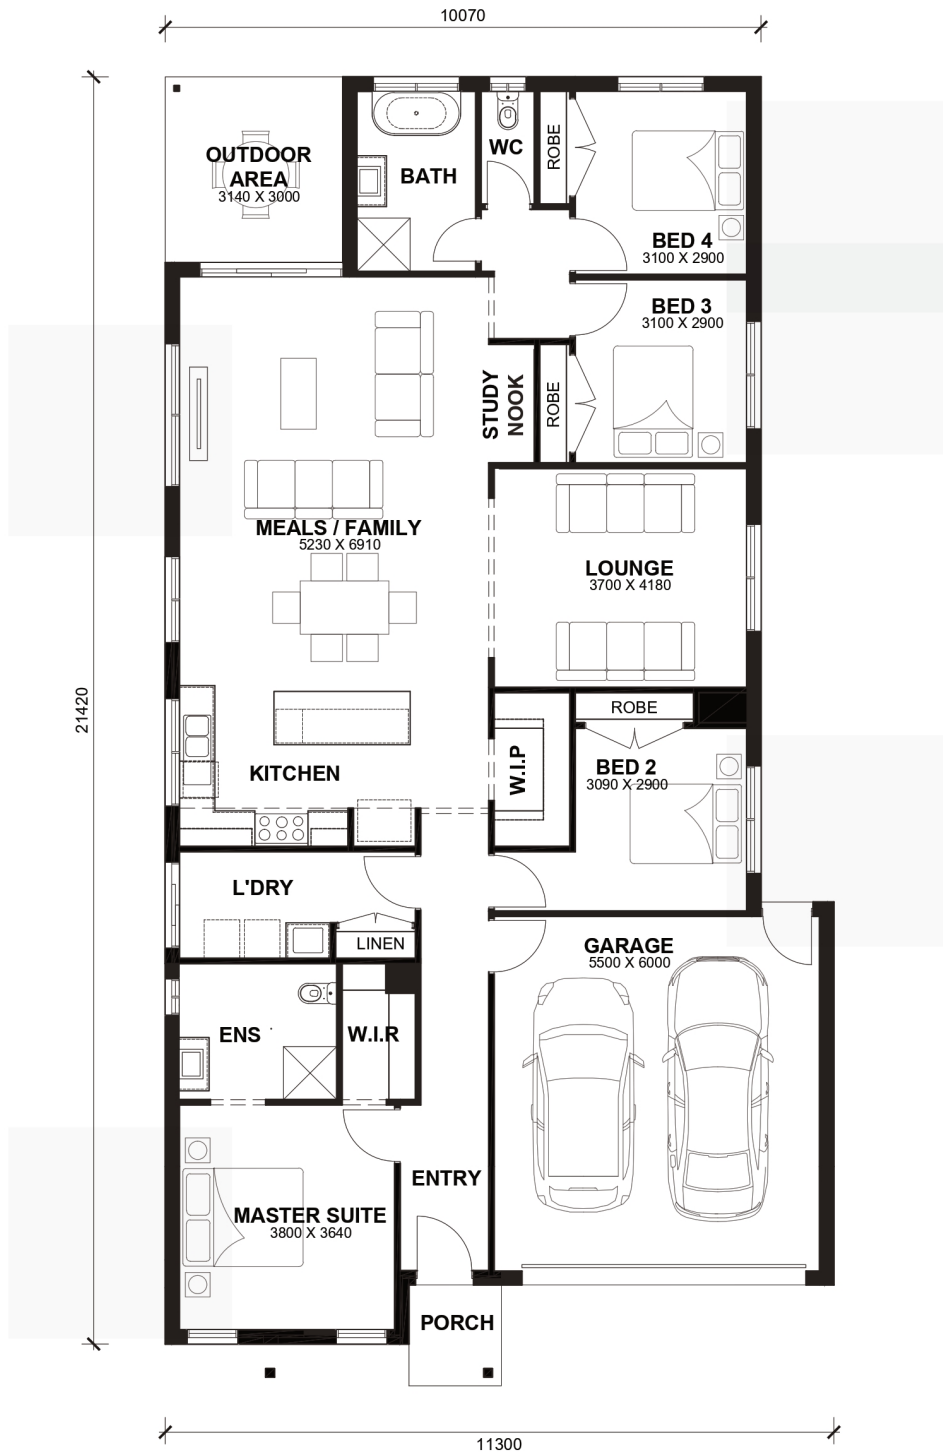 10070
OUTDOOR
AREA
3140 X 3000
BATH
WC
ROBE
BED 4
3100 X 2900
BED 3
3100 X 2900
STUDY
NOOK
ROBE
MEALS / FAMILY
5230 X 6910
LOUNGE
3700 X 4180
21420
KITCHEN
W.I.P
ROBE
BED 2
3090 X 2900
L'DRY
LINEN
GARAGE
5500 X 6000
ENS
W.I.R
ENTRY
MASTER SUITE
3800 X 3640
PORCH
11300